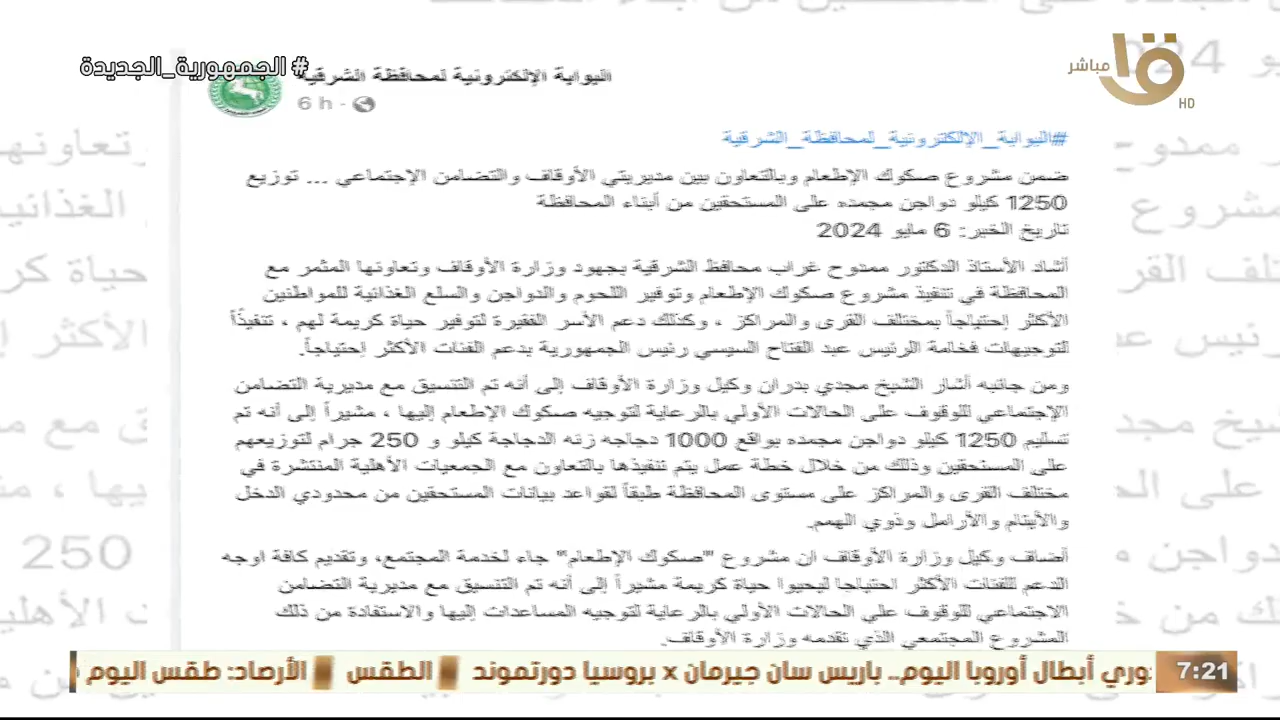 #الجمهورية_الجديدة
مباشر
HD
البوابة الإلكترونية لمحافظة الشرقية
6 h
#البوابة_الإلكترونية_لمحافظة_الشرقية
ضمن مشروع صكوك الإطعام وبالتعاون بين مديريتي الأوقاف والتضامن الإجتماعي ... توزيع
1250 كيلو دواجن مجمده على المستحقين من أبناء المحافظة
تاريخ الخبر: 6 مايو 2024
أشاد الأستاذ الدكتور ممدوح غراب محافظ الشرقية بجهود وزارة الأوقاف وتعاونها المثمر مع
المحافظة في تنفيذ مشروع صكوك الإطعام وتوفير اللحوم والدواجن والسلع الغذائية للمواطنين
الأكثر إحتياجاً بمختلف القرى والمراكز ، وكذلك دعم الأسر الفقيرة لتوفير حياة كريمة لهم ، تنفيذاً
لتوجيهات فخامة الرئيس عبد الفتاح السيسي رئيس الجمهورية بدعم الفئات الأكثر إحتياجاً.
ومن جانبه أشار الشيخ مجدي بدران وكيل وزارة الأوقاف إلى أنه تم التنسيق مع مديرية التضامن
الإجتماعي للوقوف على الحالات الأولي بالرعاية لتوجيه صكوك الإطعام إليها ، مشيراً إلى أنه تم
تسليم 1250 كيلو دواجن مجمده بواقع 1000 دجاجه زنه الدجاجة كيلو و 250 جرام لتوزيعهم
على المستحقين وذلك من خلال خطة عمل يتم تنفيذها بالتعاون مع الجمعيات الأهلية المنتشرة في
مختلف القرى والمراكز على مستوى المحافظة طبقاً لقواعد بيانات المستحقين من محدودي الدخل
والأيتام والأرامل وذوي الهمم.
أضاف وكيل وزارة الأوقاف ان مشروع "صكوك الإطعام" جاء لخدمة المجتمع، وتقديم كافة اوجه
الدعم للفئات الأكثر احتياجا ليحيوا حياة كريمة مشيراً إلى أنه تم التنسيق مع مديرية التضامن
الاجتماعي للوقوف علي الحالات الأولي بالرعاية لتوجيه المساعدات إليها والاستفادة من ذلك
المشروع المجتمعي الذي تقدمه وزارة الأوقاف.
7:21
دوري أبطال أوروبا اليوم.. باريس سان جيرمان x بروسيا دورتموند الطقس الأرصاد: طقس اليوم